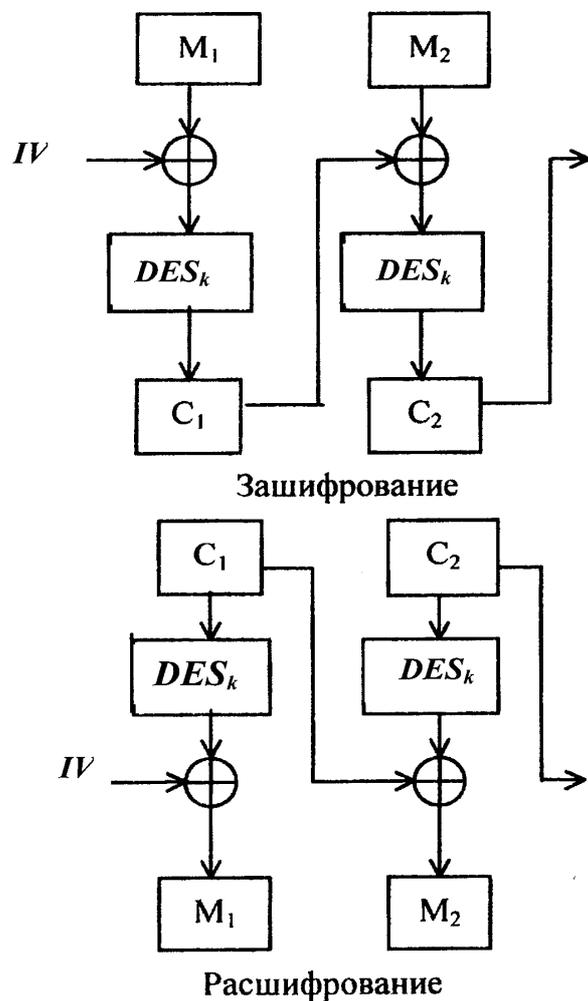 M₁ M₂
IV
DESₖ DESₖ
C₁ C₂
Зашифрование
C₁ C₂
DESₖ DESₖ
IV
M₁ M₂
Расшифрование